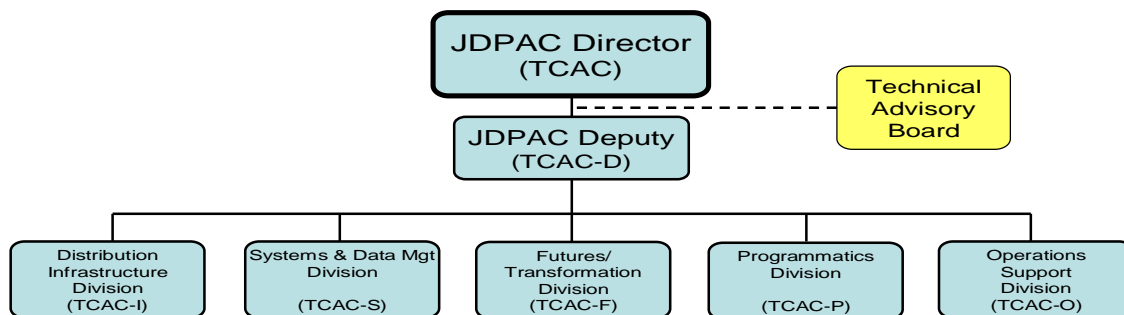 JDPAC Director
(TCAC)
Technical
Advisory
Board
JDPAC Deputy
(TCAC-D)
Distribution
Infrastructure
Division
(TCAC-I)
Systems & Data Mgt
Division
(TCAC-S)
Futures/
Transformation
Division
(TCAC-F)
Programmatics
Division
(TCAC-P)
Operations
Support
Division
(TCAC-O)